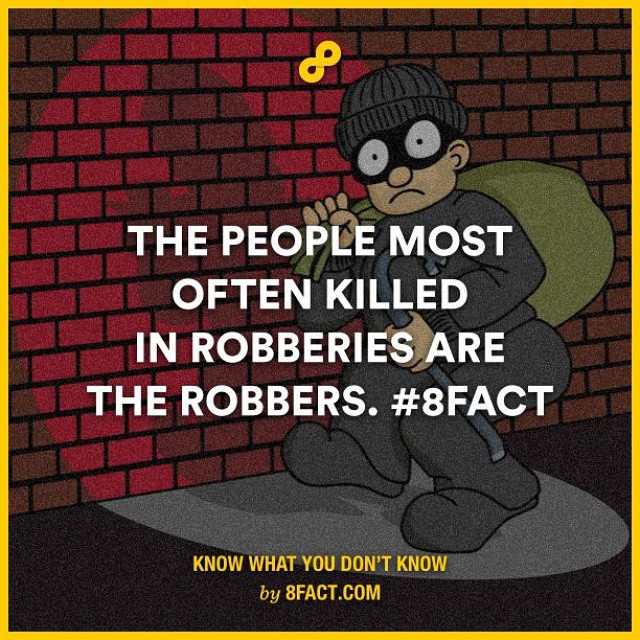 THE PEOPLE MOST
OFTEN KILLED
IN ROBBERIES ARE
THE ROBBERS. #8FACT
KNOW WHAT YOU DON'T KNOW
by 8FACT.COM